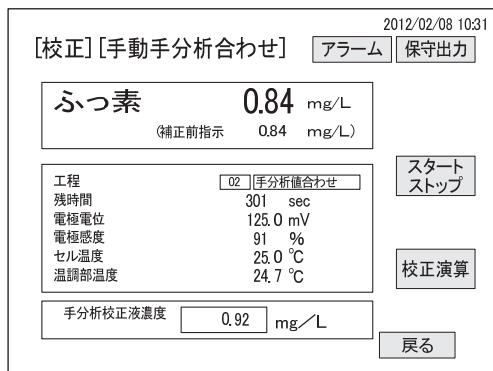 2012/02/08 10:31
[校正][手動手分析合わせ] アラーム 保守出力
ふっ素 0.84 mg/L
(補正前指示 0.84 mg/L)
スタート
ストップ
工程 02 手分析値合わせ
残時間 301 sec
電極電位 125.0 mV
電極感度 91 %
セル温度 25.0 ℃
温調部温度 24.7 ℃
校正演算
手分析校正液濃度 0.92 mg/L
戻る